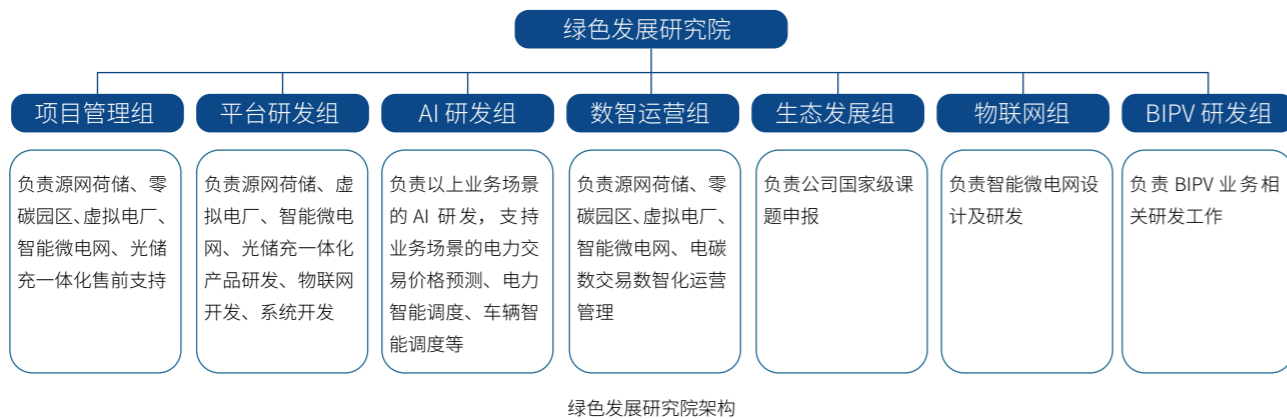 绿色发展研究院
项目管理组
平台研发组
AI 研发组
数智运营组
生态发展组
物联网组
BIPV 研发组
负责源网荷储、零
碳园区、虚拟电厂、
智能微电网、光储
充一体化售前支持
负责源网荷储、虚
拟电厂、智能微电
网、光储充一体化
产品研发、物联网
开发、系统开发
负责以上业务场景
的 AI 研发，支持
业务场景的电力交
易价格预测、电力
智能调度、车辆智
能调度等
负责源网荷储、零
碳园区、虚拟电厂、
智能微电网、电碳
数交易数智化运营
管理
负责公司国家级课
题申报
负责智能微电网设
计及研发
负责 BIPV 业务相
关研发工作
绿色发展研究院架构